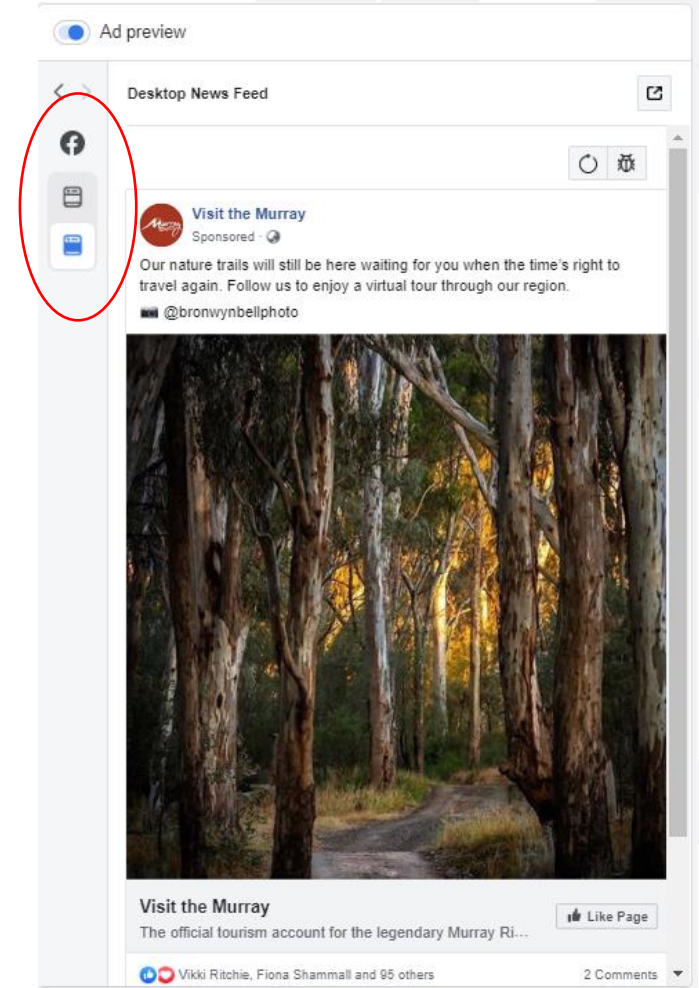 Ad preview
Desktop News Feed
Murray
Visit the Murray
Sponsored ·
Our nature trails will still be here waiting for you when the time's right to
travel again. Follow us to enjoy a virtual tour through our region.
@bronwynbellphoto
Visit the Murray
Like Page
The official tourism account for the legendary Murray Ri...
Vikki Ritchie, Fiona Shammall and 95 others
2 Comments